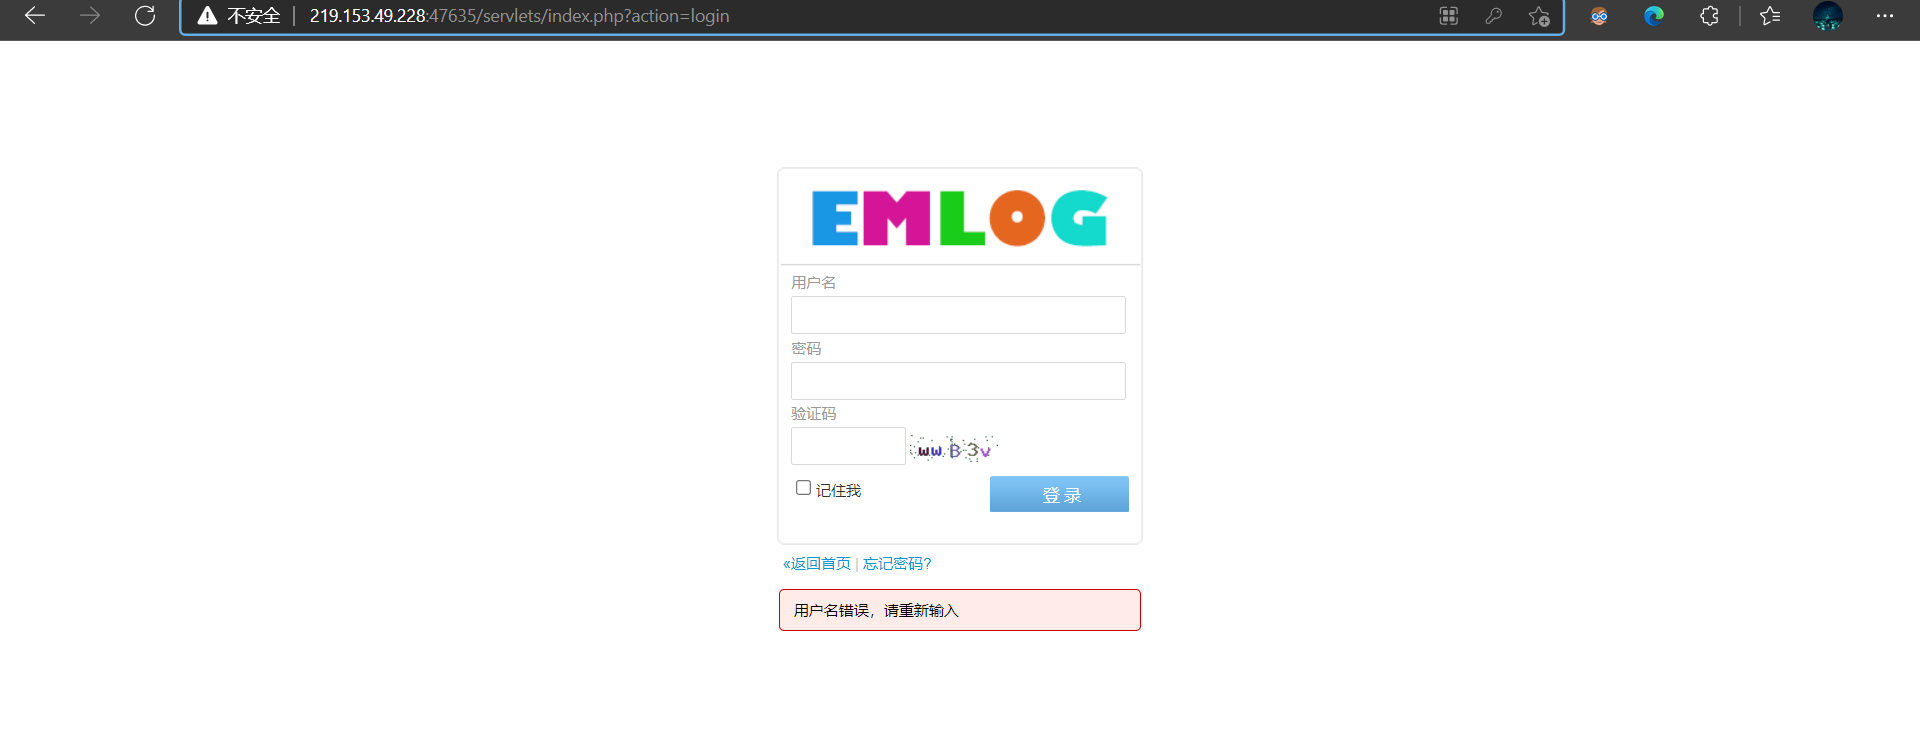 不安全 219.153.49.228:47635/servlets/index.php?action=login
EMLOG
用户名
密码
验证码
wwB3v
记住我 登录
«返回首页 | 忘记密码?
用户名错误，请重新输入